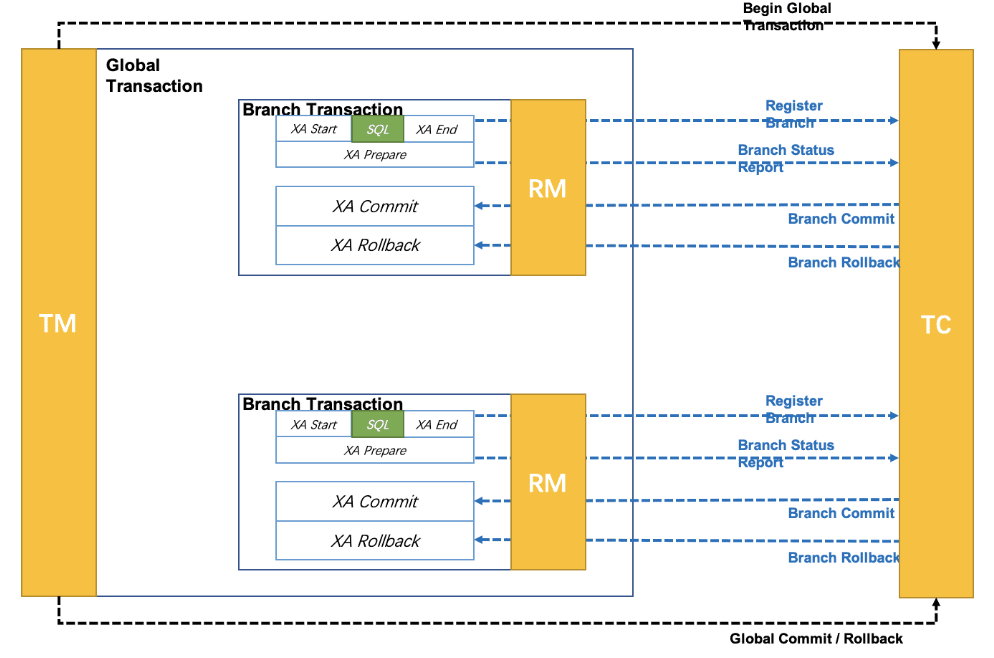 Begin Global
Transaction
Global
Transaction
Branch Transaction
XA Start
SQL
XA End
XA Prepare
XA Commit
XA Rollback
RM
Register
Branch
Branch Status
Report
Branch Commit
Branch Rollback
TM
TC
Branch Transaction
XA Start
SQL
XA End
XA Prepare
XA Commit
XA Rollback
RM
Register
Branch
Branch Status
Report
Branch Commit
Branch Rollback
Global Commit / Rollback